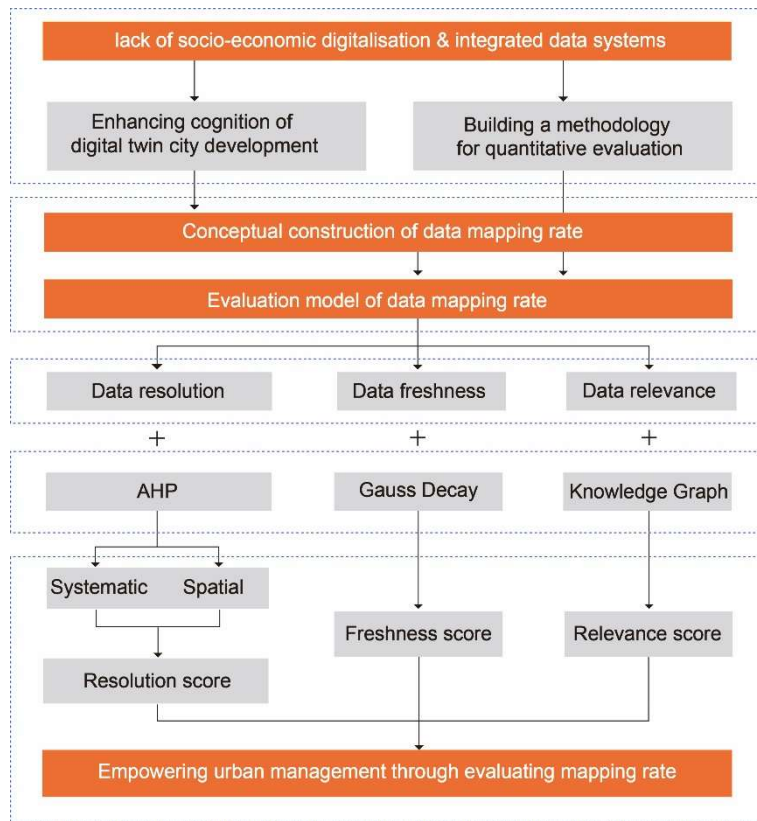 lack of socio-economic digitalisation & integrated data systems
Enhancing cognition of
digital twin city development
Building a methodology
for quantitative evaluation
Conceptual construction of data mapping rate
Evaluation model of data mapping rate
Data resolution
Data freshness
Data relevance
+
+
+
AHP
Gauss Decay
Knowledge Graph
Systematic
Spatial
Freshness score
Relevance score
Resolution score
Empowering urban management through evaluating mapping rate